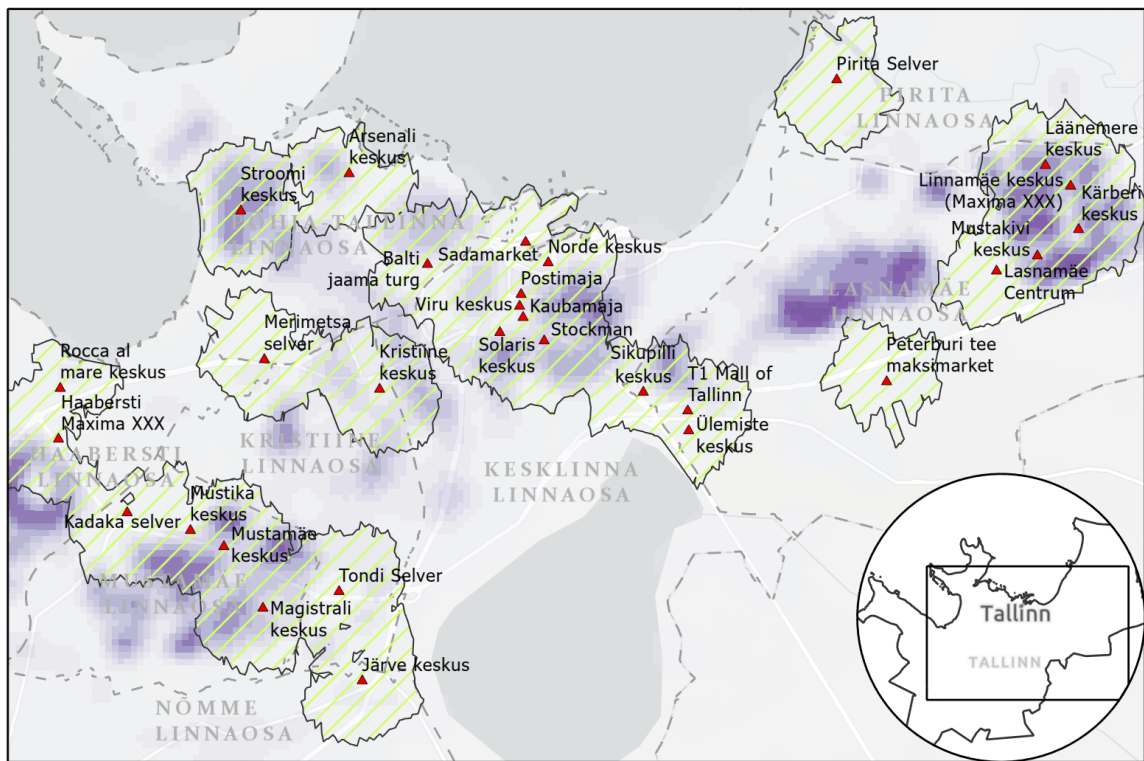 Pirita Selver
PIRITA
LINNAOSA
Arsenali
keskus
Stroomi
keskus
PÕHJA-TALLINNA
LINNAOSA
Läänemere
keskus
Linnamäe keskus
(Maxima XXX)
Kärberi
keskus
Mustakivi
keskus
Lasnamäe
Centrum
LASNAMÄE
LINNAOSA
Balti
jaama turg
Sadamarket
Norde keskus
Postimaja
Viru keskus
Kaubamaja
Stockman
Solaris
keskus
Merimetsa
selver
Kristiine
keskus
Sikupilli
keskus
T1 Mall of
Tallinn
Ülemiste
keskus
Peterburi tee
maksimarket
Rocca al
mare keskus
Haabersti
Maxima XXX
HAABERSTI
LINNAOSA
KRISTIINE
LINNAOSA
KESKLINNA
LINNAOSA
Kadaka selver
Mustika
keskus
Mustamäe
keskus
MUSTAMÄE
LINNAOSA
Magistrali
keskus
Tondi Selver
Järve keskus
NÕMME
LINNAOSA
Tallinn
TALLINN